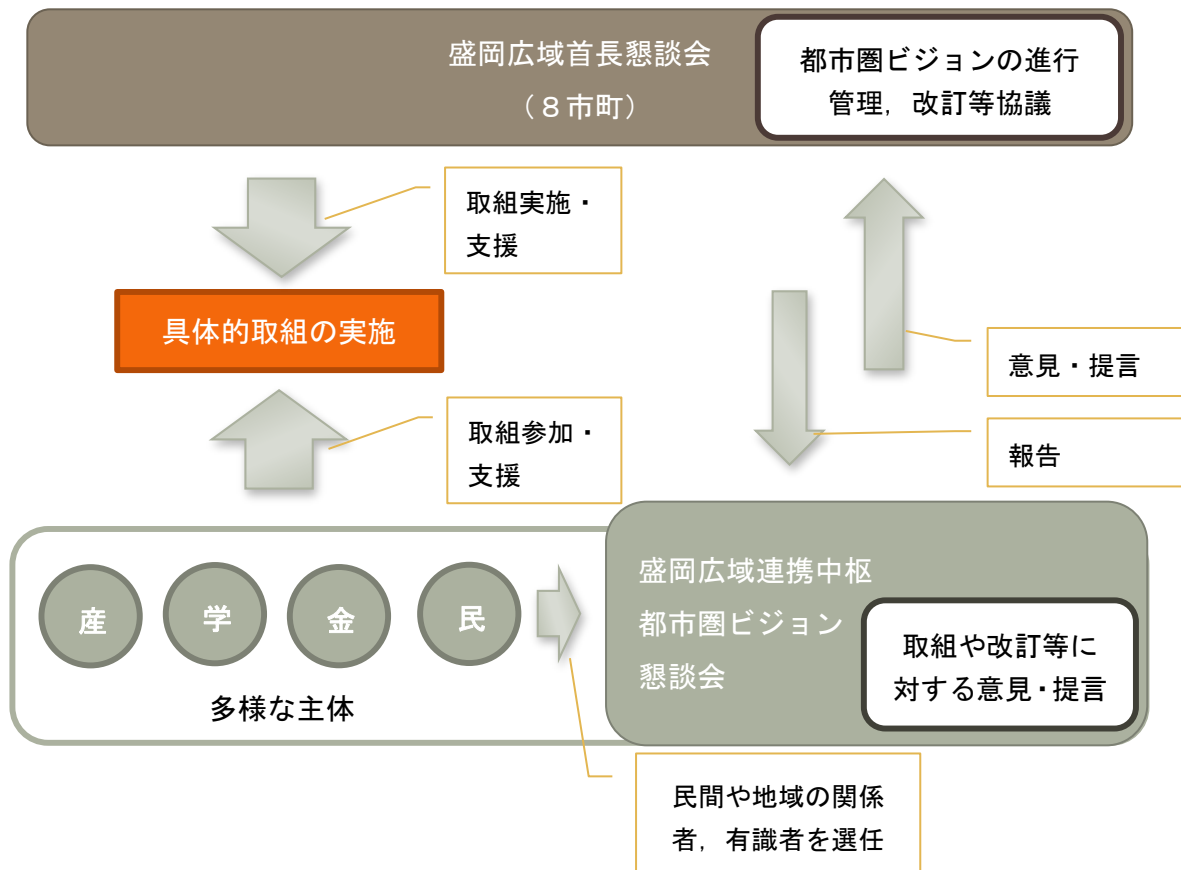 盛岡広域首長懇談会
（８市町）
都市圏ビジョンの進行
管理，改訂等協議
取組実施・
支援
具体的取組の実施
意見・提言
取組参加・
支援
報告
産
学
金
民
多様な主体
盛岡広域連携中枢
都市圏ビジョン
懇談会
取組や改訂等に
対する意見・提言
民間や地域の関係
者，有識者を選任